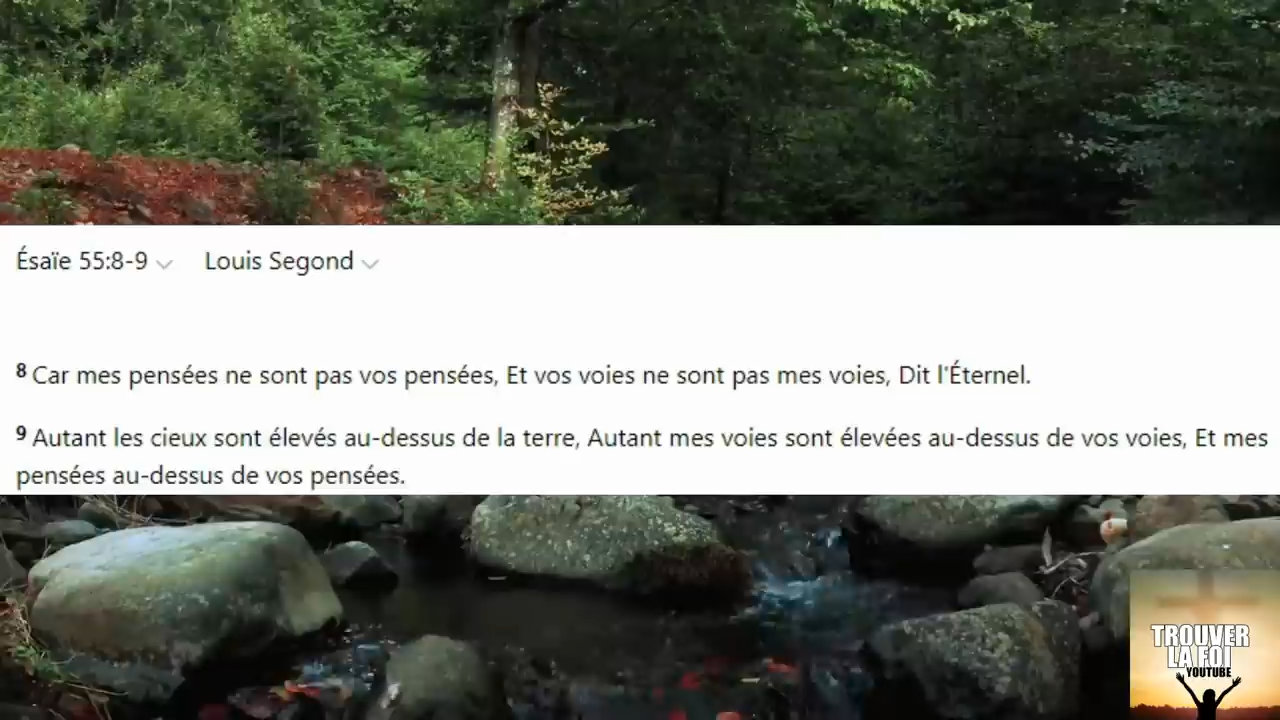 Ésaïe 55:8-9 Louis Segond
8 Car mes pensées ne sont pas vos pensées, Et vos voies ne sont pas mes voies, Dit l'Éternel.
9 Autant les cieux sont élevés au-dessus de la terre, Autant mes voies sont élevées au-dessus de vos voies, Et mes
pensées au-dessus de vos pensées.
TROUVER
LA FOI
YOUTUBE